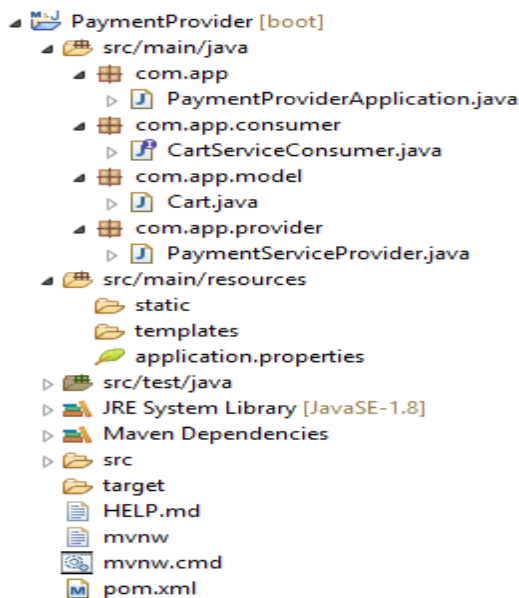 PaymentProvider [boot]
src/main/java
com.app
PaymentProviderApplication.java
com.app.consumer
CartServiceConsumer.java
com.app.model
Cart.java
com.app.provider
PaymentServiceProvider.java
src/main/resources
static
templates
application.properties
src/test/java
JRE System Library [JavaSE-1.8]
Maven Dependencies
src
target
HELP.md
mvnw
mvnw.cmd
pom.xml